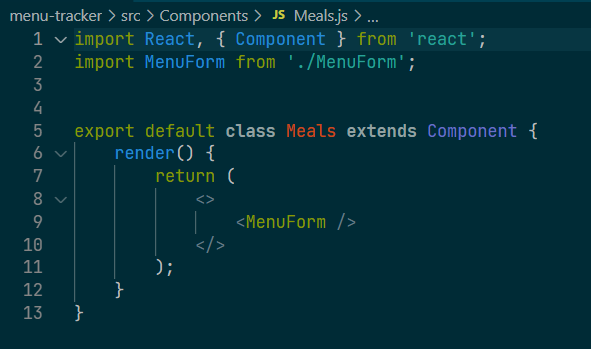 menu-tracker > src > Components > JS Meals.js > ...
1 import React, { Component } from 'react';
2 import MenuForm from './MenuForm';
3
4
5 export default class Meals extends Component {
6     render() {
7         return (
8             <>
9                 <MenuForm />
10             </>
11         );
12     }
13 }